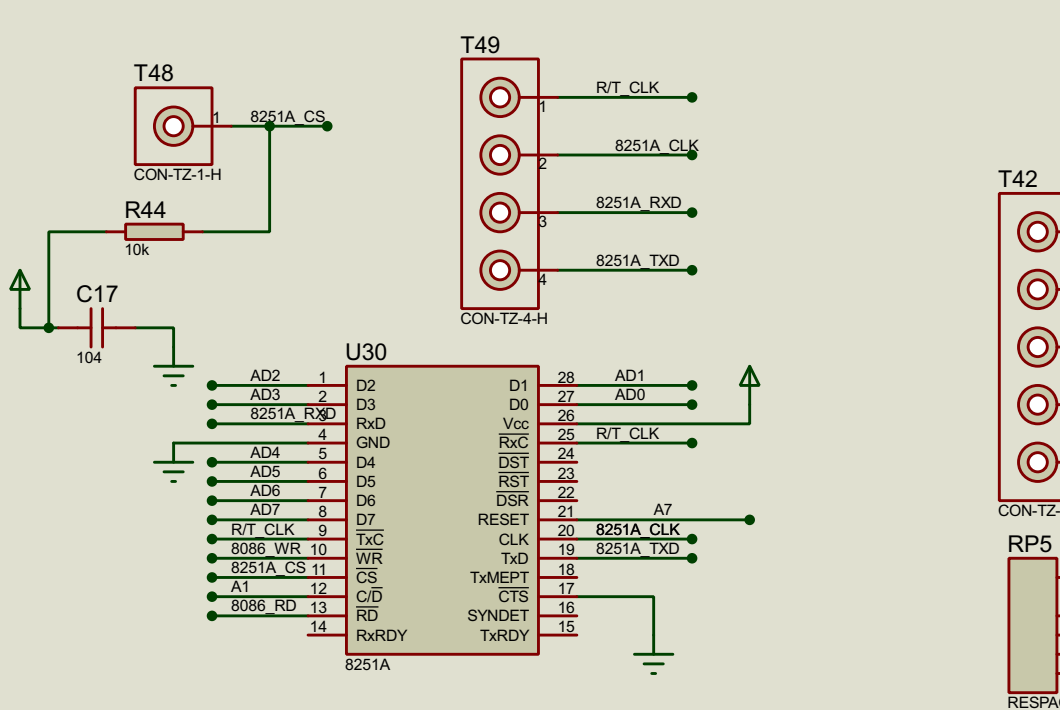 T48
1
8251A_CS
CON-TZ-1-H
R44
10k
C17
104
T49
R/T_CLK
1
8251A_CLK
2
8251A_RXD
3
8251A_TXD
4
CON-TZ-4-H
U30
AD2 1 D2 D1 28 AD1
AD3 2 D3 D0 27 AD0
8251A_RXD 3 RxD Vcc 26
4 GND RxC 25 R/T_CLK
AD4 5 D4 DST 24
AD5 6 D5 RST 23
AD6 7 D6 DSR 22
AD7 8 D7 RESET 21 A7
R/T_CLK 9 TxC CLK 20 8251A_CLK
8086_WR 10 WR TxD 19 8251A_TXD
8251A_CS 11 CS TxMEPT 18
A1 12 C/D CTS 17
8086_RD 13 RD SYNDET 16
14 RxRDY TxRDY 15
8251A
T42
CON-TZ-
RP5